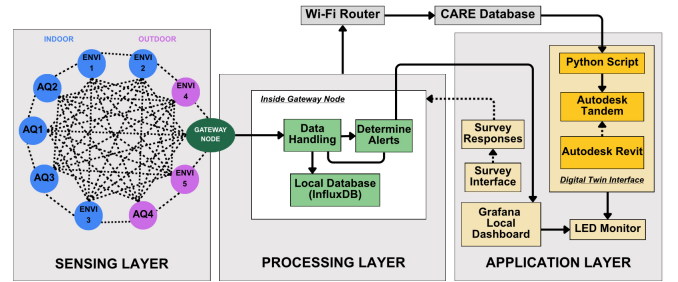 Wi-Fi Router
CARE Database
INDOOR
OUTDOOR
ENVI
1
ENVI
2
AQ2
ENVI
4
AQ1
GATEWAY
NODE
AQ3
ENVI
5
ENVI
3
AQ4
SENSING LAYER
Inside Gateway Node
Data
Handling
Determine
Alerts
Local Database
(InfluxDB)
PROCESSING LAYER
Python Script
Autodesk
Tandem
Autodesk Revit
Digital Twin Interface
Survey
Responses
Survey
Interface
Grafana
Local
Dashboard
LED Monitor
APPLICATION LAYER